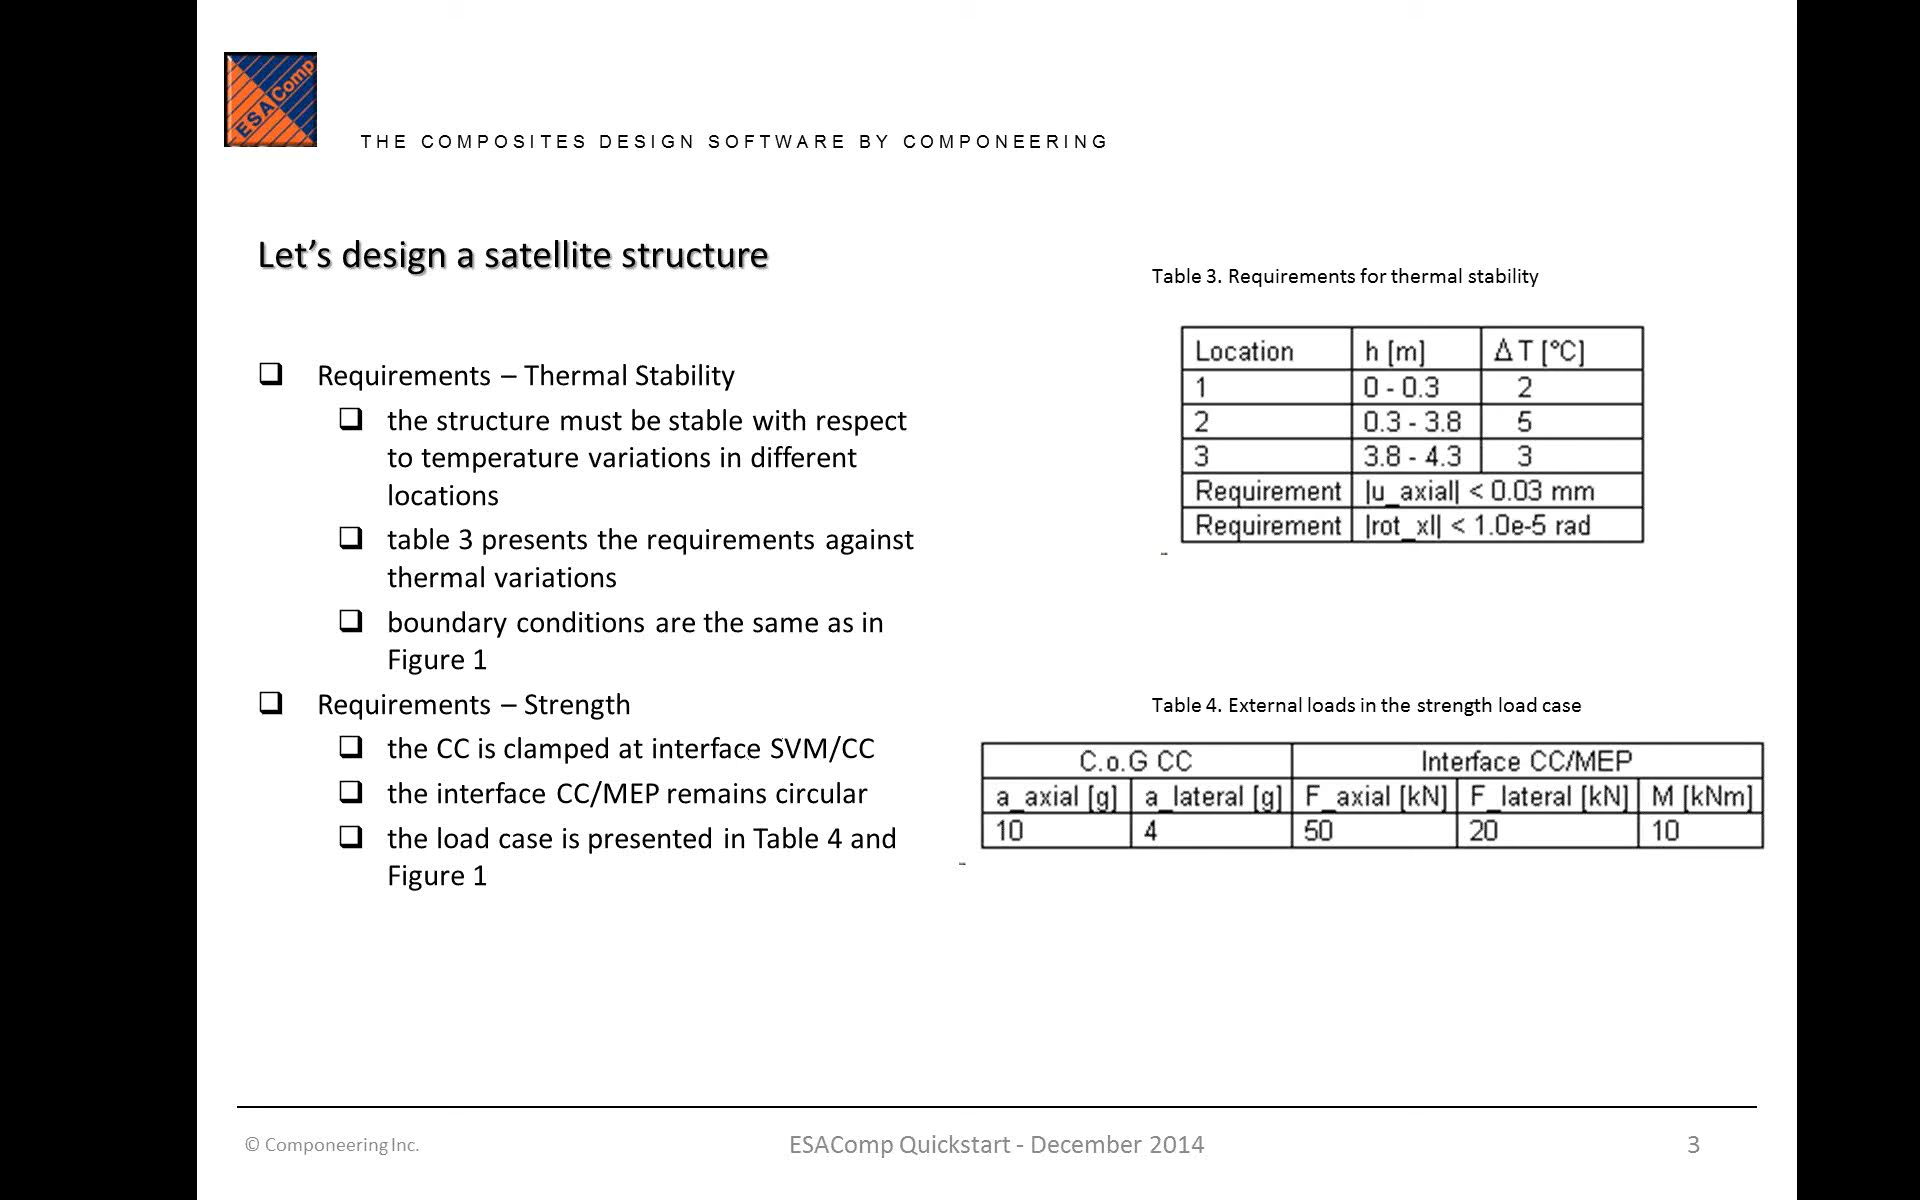 ESAComp
THE COMPOSITES DESIGN SOFTWARE BY COMPONEERING
Let’s design a satellite structure
Requirements – Thermal Stability
the structure must be stable with respect
to temperature variations in different
locations
table 3 presents the requirements against
thermal variations
boundary conditions are the same as in
Figure 1
Requirements – Strength
the CC is clamped at interface SVM/CC
the interface CC/MEP remains circular
the load case is presented in Table 4 and
Figure 1
Table 3. Requirements for thermal stability
Location h [m] ΔT [°C]
1 0 - 0.3 2
2 0.3 - 3.8 5
3 3.8 - 4.3 3
Requirement |u_axial| < 0.03 mm
Requirement |rot_xl| < 1.0e-5 rad
Table 4. External loads in the strength load case
C.o.G CC Interface CC/MEP
a_axial [g] a_lateral [g] F_axial [kN] F_lateral [kN] M [kNm]
10 4 50 20 10
© Componeering Inc. ESAComp Quickstart - December 2014 3